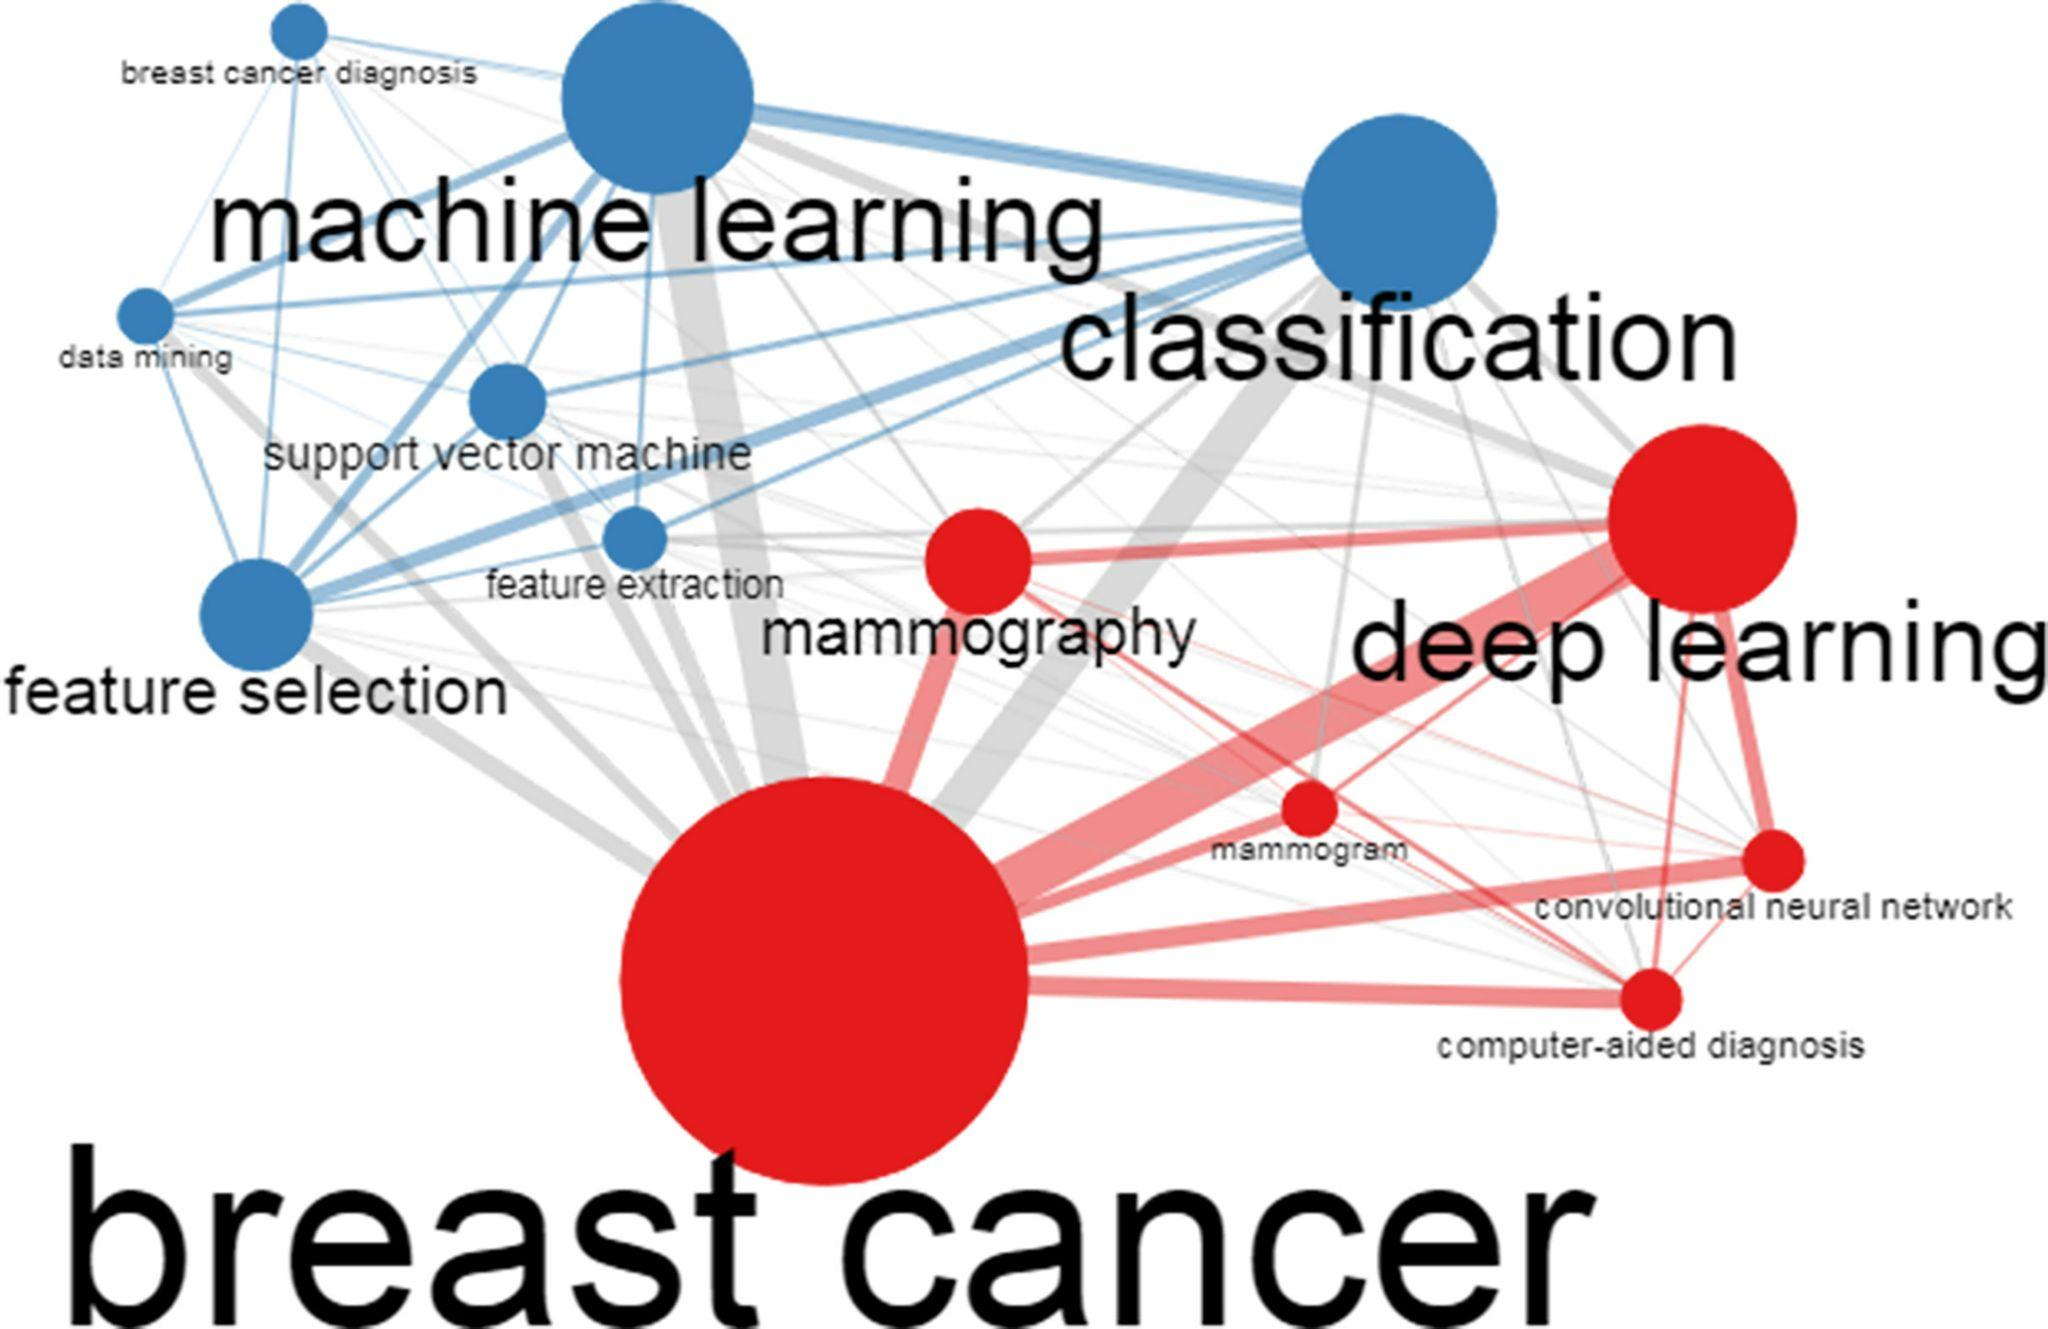 breast cancer diagnosis
machine learning
classification
data mining
support vector machine
feature extraction
mammography
deep learning
feature selection
mammogram
convolutional neural network
computer-aided diagnosis
breast cancer